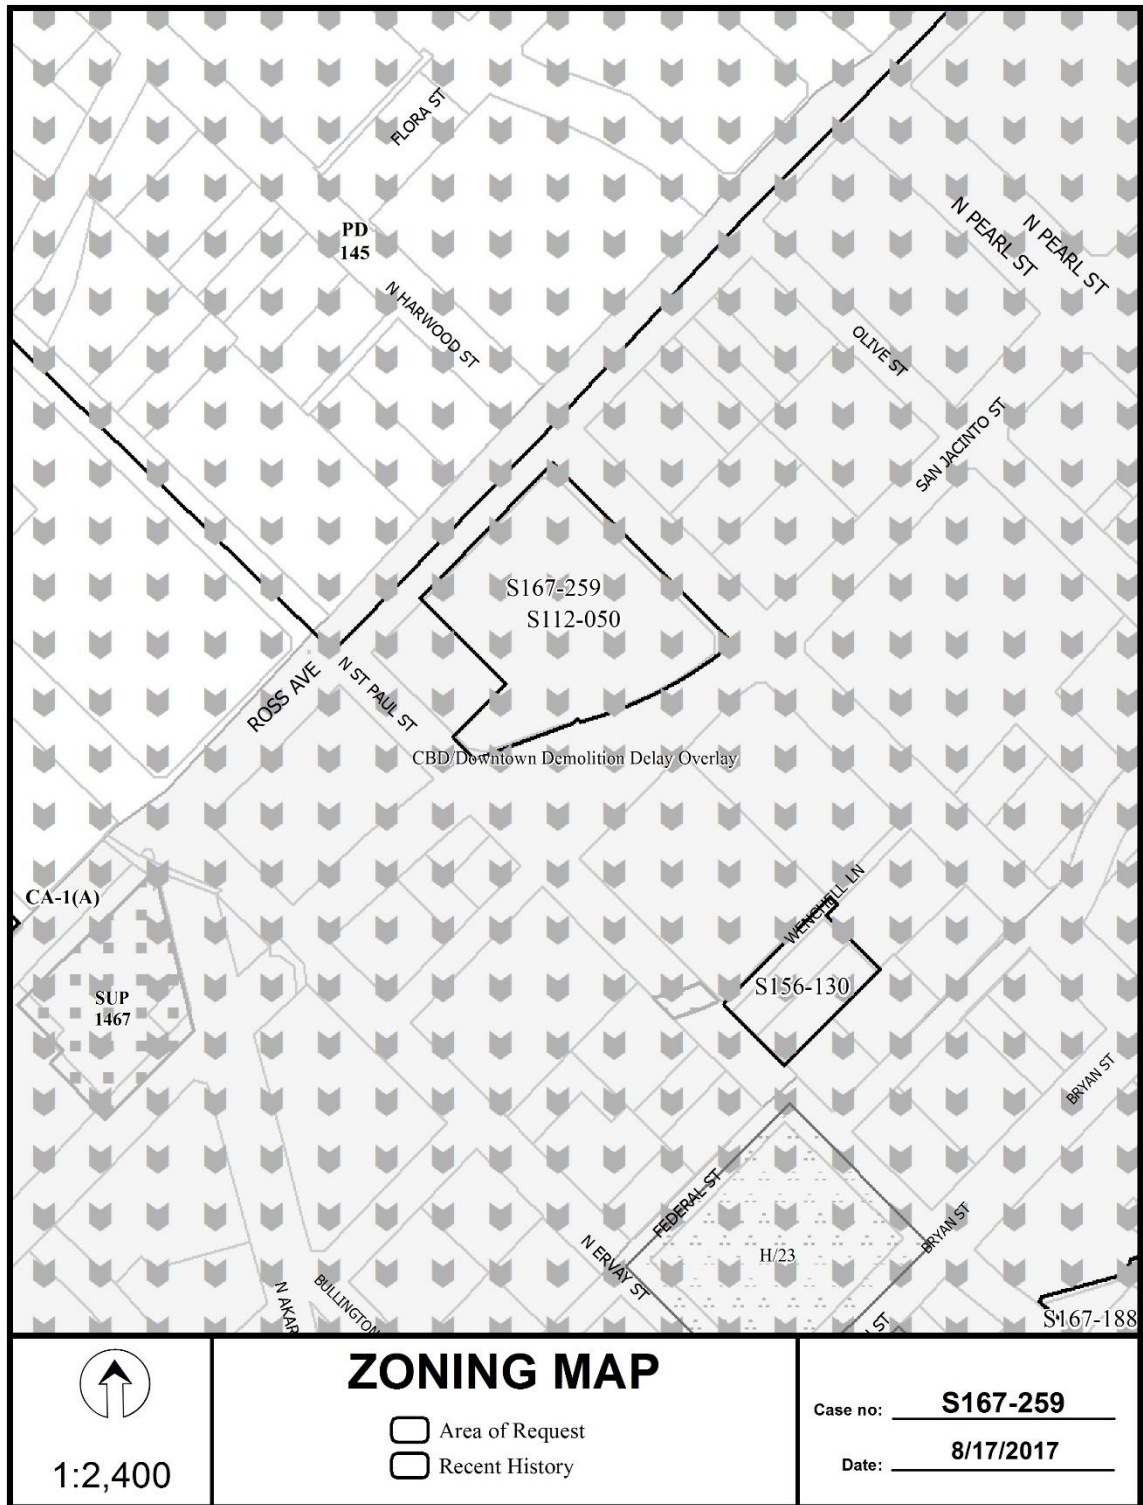 FLORA ST
N PEARL ST
N PEARL ST
PD
145
N HARWOOD ST
OLIVE ST
SAN JACINTO ST
S167-259
S112-050
ROSS AVE
N ST PAUL ST
CBD/Downtown Demolition Delay Overlay
CA-1(A)
WENCHELL LN
SUP
1467
S156-130
BRYAN ST
FEDERAL ST
BRYAN ST
N ERVAY ST
H/23
N AKAR
BULLINGTON
ST
S167-188
ZONING MAP
Area of Request
Recent History
1:2,400
Case no: S167-259
Date: 8/17/2017